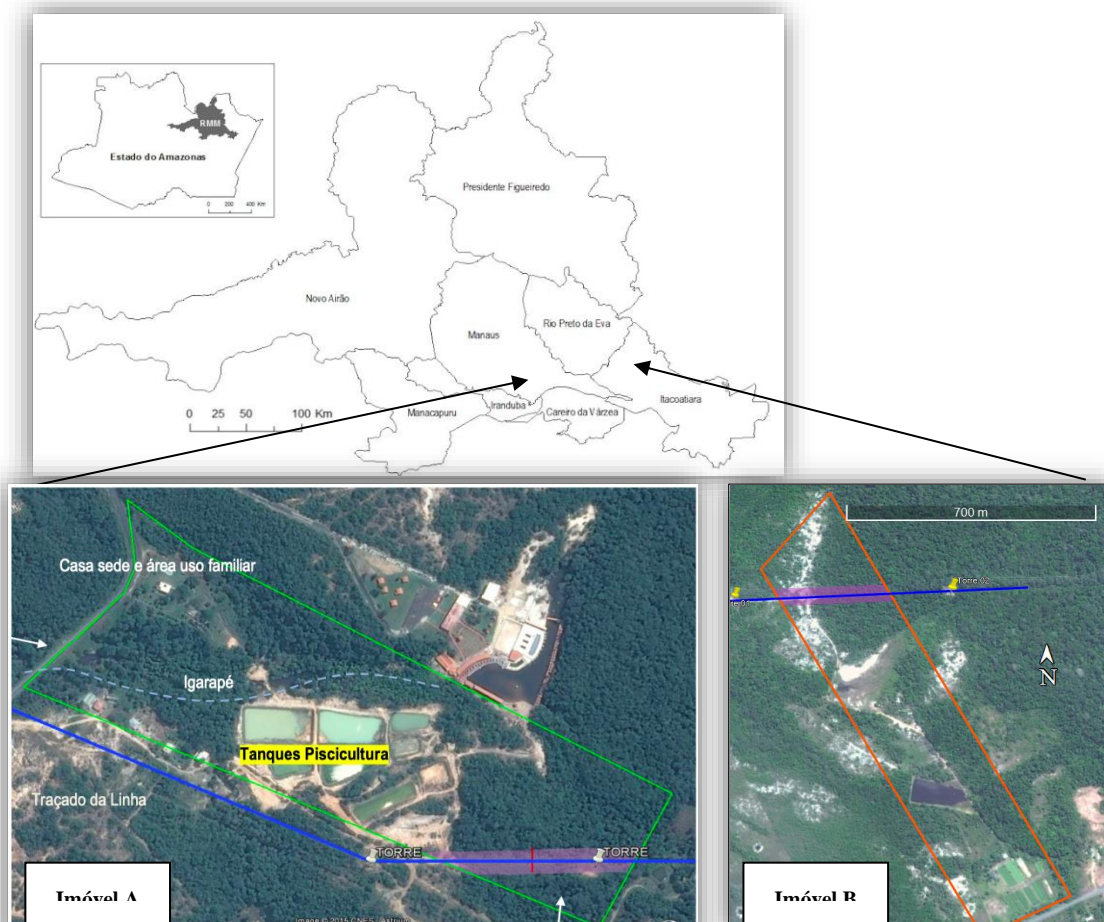 RMM
Estado do Amazonas
0 200 400 Km
Presidente Figueiredo
Novo Airão
Manaus
Rio Preto da Eva
Itacoatiara
Manacapuru
Iranduba
Careiro da Várzea
0 25 50 100 Km
Casa sede e área uso familiar
Igarapé
Tanques Piscicultura
Traçado da Linha
TORRE
TORRE
Imóvel A
700 m
re 01
Torre 02
N
Imóvel B